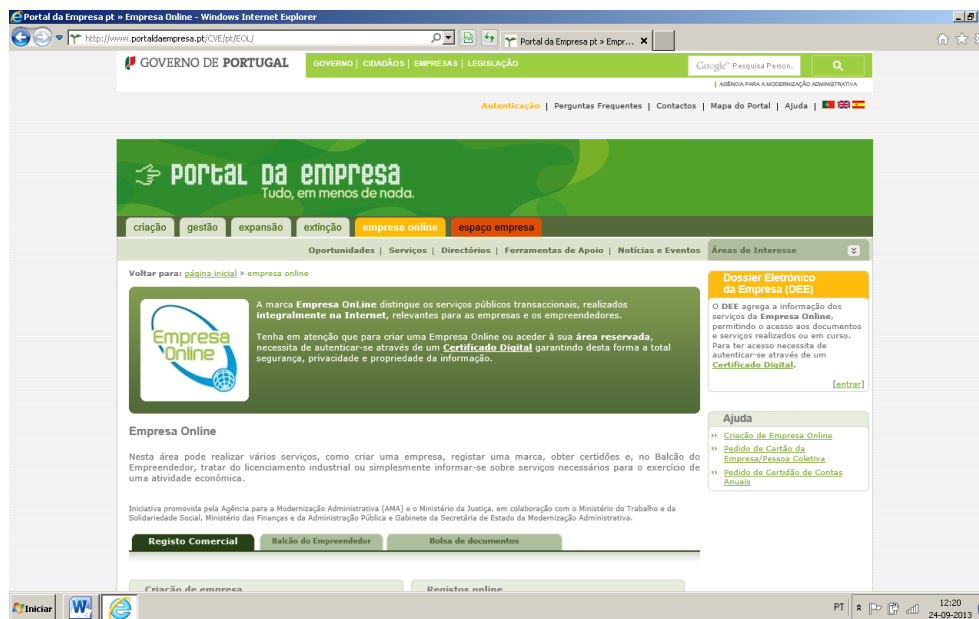 Portal da Empresa pt » Empresa Online - Windows Internet Explorer
http://www.portaldaempresa.pt/CVE/pt/EOL/
Portal da Empresa pt » Empr...
GOVERNO DE PORTUGAL
GOVERNO | CIDADÃOS | EMPRESAS | LEGISLAÇÃO
Google™ Pesquisa Person.
| AGÊNCIA PARA A MODERNIZAÇÃO ADMINISTRATIVA
Autenticação | Perguntas Frequentes | Contactos | Mapa do Portal | Ajuda |
portal da empresa
Tudo, em menos de nada.
criação gestão expansão extinção empresa online espaço empresa
Oportunidades | Serviços | Directórios | Ferramentas de Apoio | Notícias e Eventos
Áreas de Interesse
Voltar para: página inicial » empresa online
Empresa Online
A marca Empresa OnLine distingue os serviços públicos transaccionais, realizados
integralmente na Internet, relevantes para as empresas e os empreendedores.
Tenha em atenção que para criar uma Empresa Online ou aceder à sua área reservada,
necessita de autenticar-se através de um Certificado Digital garantindo desta forma a total
segurança, privacidade e propriedade da informação.
Dossier Eletrónico
da Empresa (DEE)
O DEE agrega a informação dos
serviços da Empresa Online,
permitindo o acesso aos documentos
e serviços realizados ou em curso.
Para ter acesso necessita de
autenticar-se através de um
Certificado Digital.
[entrar]
Ajuda
» Criação de Empresa Online
» Pedido de Cartão da
Empresa/Pessoa Coletiva
» Pedido de Certidão de Contas
Anuais
Empresa Online
Nesta área pode realizar vários serviços, como criar uma empresa, registar uma marca, obter certidões e, no Balcão do
Empreendedor, tratar do licenciamento industrial ou simplesmente informar-se sobre serviços necessários para o exercício de
uma atividade económica.
Iniciativa promovida pela Agência para a Modernização Administrativa (AMA) e o Ministério da Justiça, em colaboração com o Ministério do Trabalho e da
Solidariedade Social, Ministério das Finanças e da Administração Pública e Gabinete da Secretária de Estado da Modernização Administrativa.
Registo Comercial Balcão do Empreendedor Bolsa de documentos
Criação de empresa Registos online
Iniciar
PT
12:20
24-09-2013